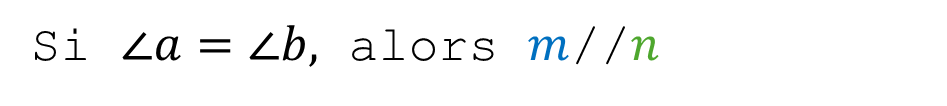 Si ∠a = ∠b, alors m//n